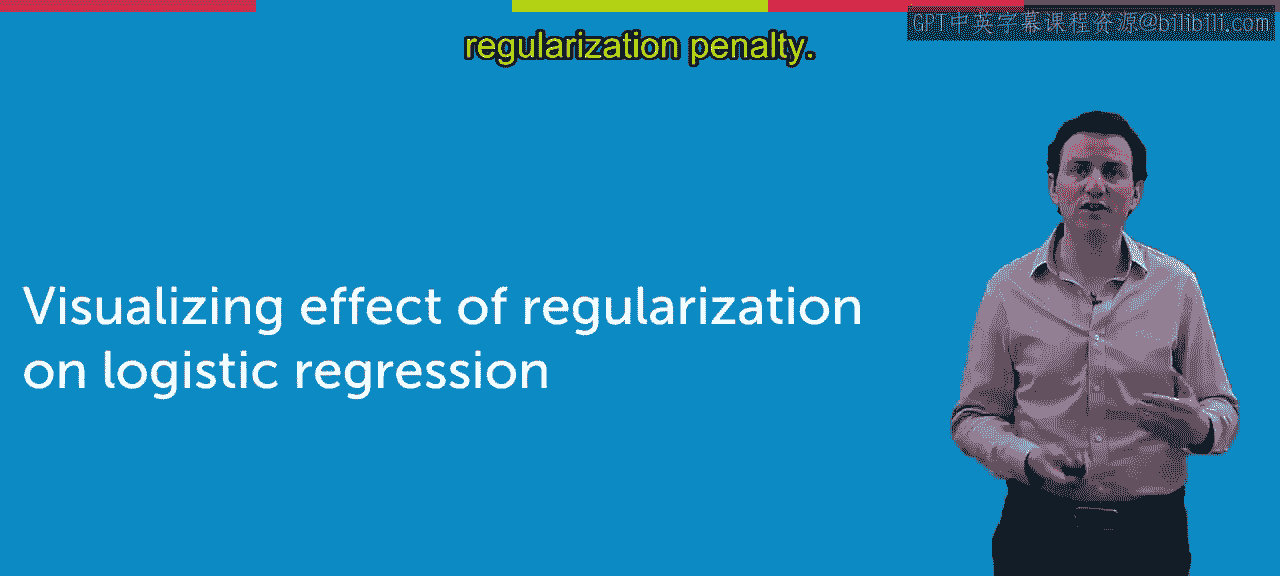 GPT中英字幕课程资源@bilibili.com
regularization penalty.
Visualizing effect of regularization
on logistic regression